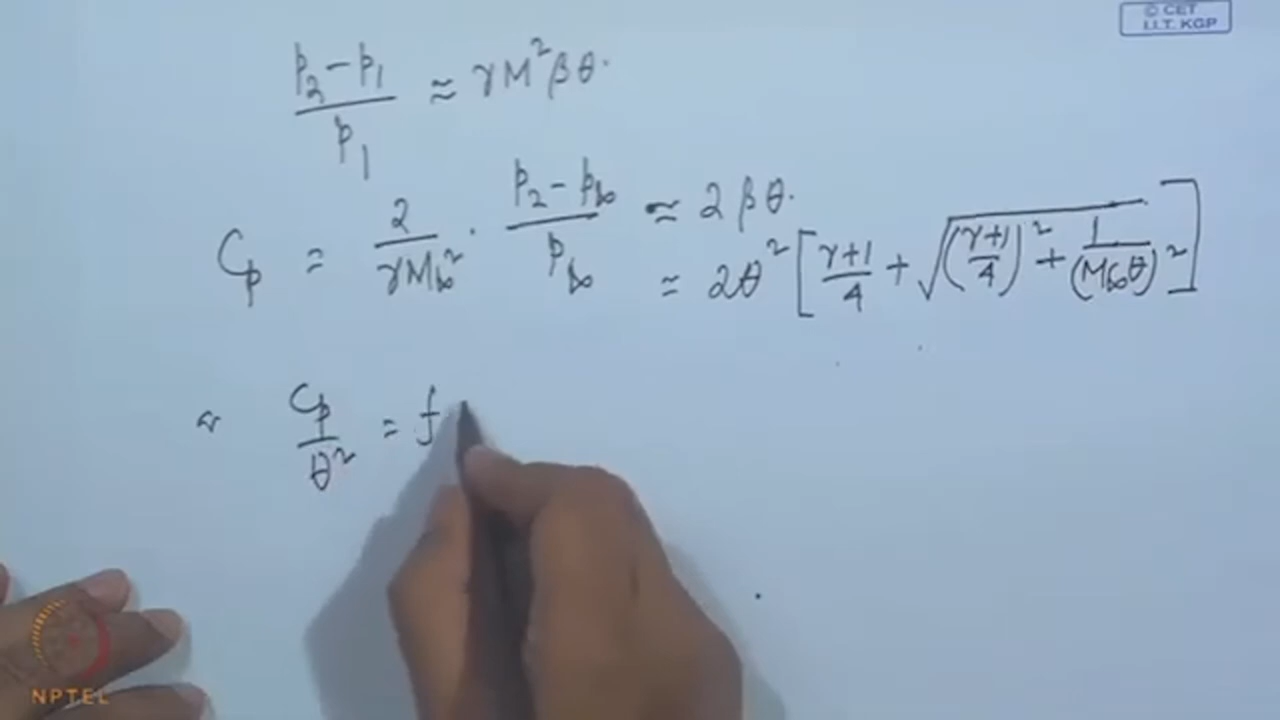 © CET
I.I.T. KGP
p₂ - p₁ / p₁ ≈ γM²βθ.
Cp = 2 / γM∞² · p₂ - p∞ / p∞ ≈ 2βθ.
≈ 2θ² [ γ+1 / 4 + √( (γ+1 / 4)² + 1 / (M∞θ)² ) ]
Cp / θ² = f
NPTEL